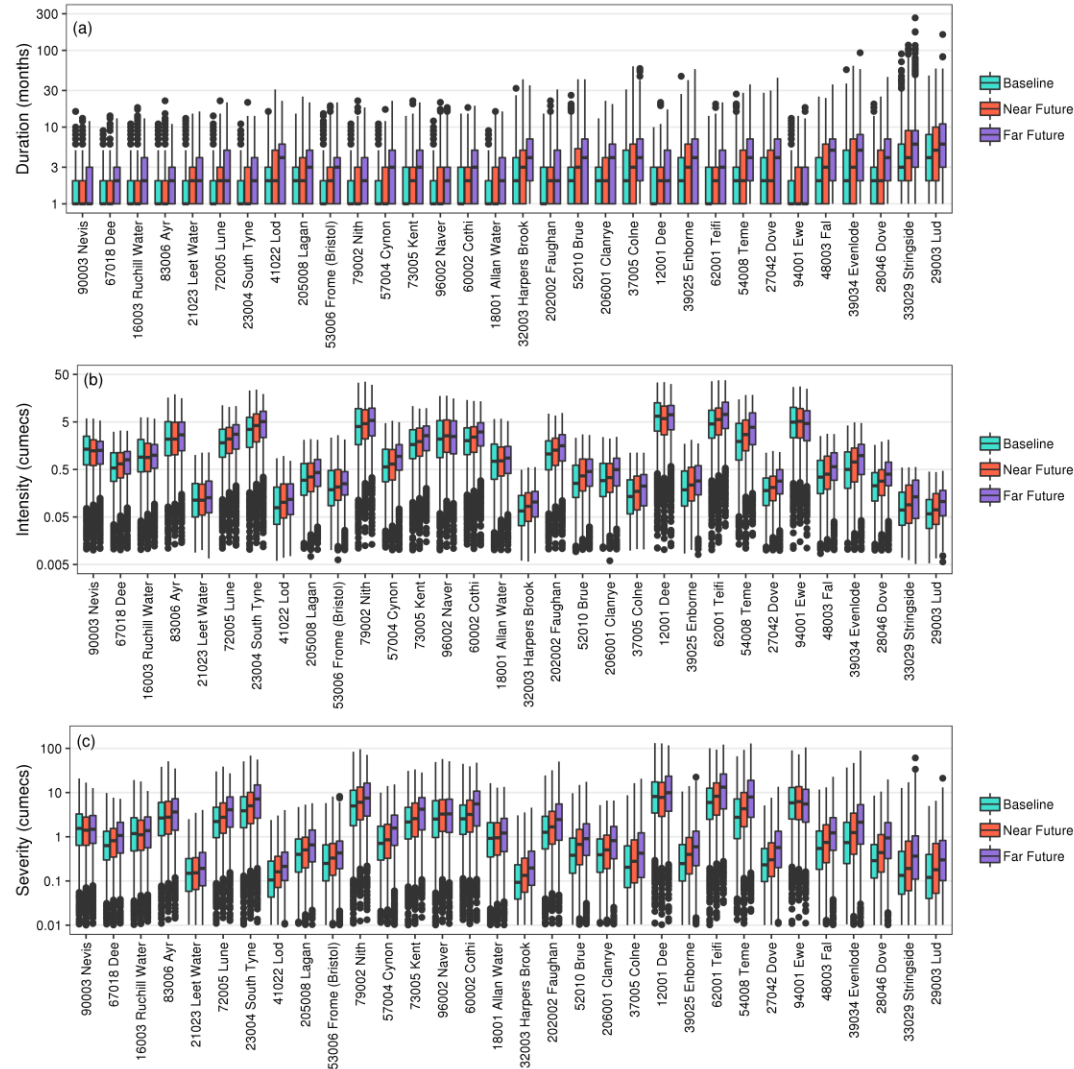 (a)
Duration (months)
300
100
30
10
3
1
90003 Nevis
67018 Dee
16003 Ruchill Water
83006 Ayr
21023 Leet Water
72005 Lune
23004 South Tyne
41022 Lod
205008 Lagan
53006 Frome (Bristol)
79002 Nith
57004 Cynon
73005 Kent
96002 Naver
60002 Cothi
18001 Allan Water
32003 Harpers Brook
202002 Faughan
52010 Brue
206001 Clanrye
37005 Colne
12001 Dee
39025 Enborne
62001 Teifi
54008 Teme
27042 Dove
94001 Ewe
48003 Fal
39034 Evenlode
28046 Dove
33029 Stringside
29003 Lud
Baseline
Near Future
Far Future
(b)
Intensity (cumecs)
50
5
0.5
0.05
0.005
90003 Nevis
67018 Dee
16003 Ruchill Water
83006 Ayr
21023 Leet Water
72005 Lune
23004 South Tyne
41022 Lod
205008 Lagan
53006 Frome (Bristol)
79002 Nith
57004 Cynon
73005 Kent
96002 Naver
60002 Cothi
18001 Allan Water
32003 Harpers Brook
202002 Faughan
52010 Brue
206001 Clanrye
37005 Colne
12001 Dee
39025 Enborne
62001 Teifi
54008 Teme
27042 Dove
94001 Ewe
48003 Fal
39034 Evenlode
28046 Dove
33029 Stringside
29003 Lud
Baseline
Near Future
Far Future
(c)
Severity (cumecs)
100
10
1
0.1
0.01
90003 Nevis
67018 Dee
16003 Ruchill Water
83006 Ayr
21023 Leet Water
72005 Lune
23004 South Tyne
41022 Lod
205008 Lagan
53006 Frome (Bristol)
79002 Nith
57004 Cynon
73005 Kent
96002 Naver
60002 Cothi
18001 Allan Water
32003 Harpers Brook
202002 Faughan
52010 Brue
206001 Clanrye
37005 Colne
12001 Dee
39025 Enborne
62001 Teifi
54008 Teme
27042 Dove
94001 Ewe
48003 Fal
39034 Evenlode
28046 Dove
33029 Stringside
29003 Lud
Baseline
Near Future
Far Future